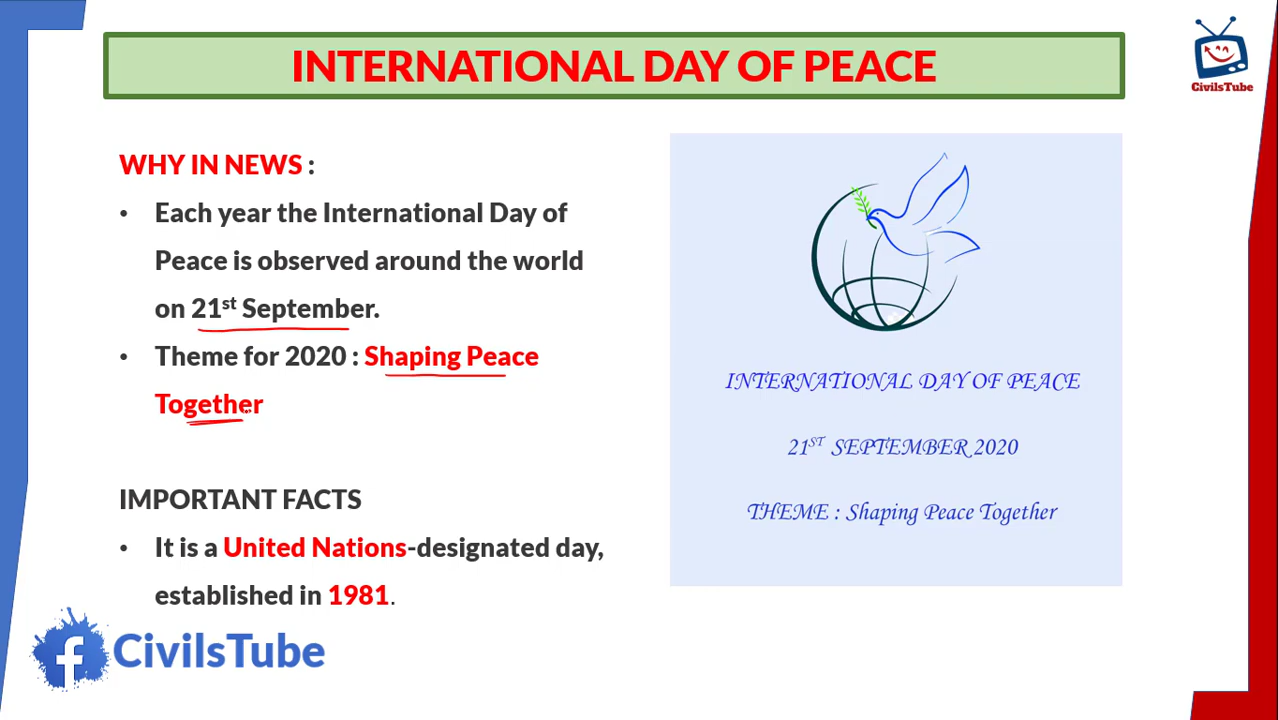 INTERNATIONAL DAY OF PEACE
CivilsTube
WHY IN NEWS :
• Each year the International Day of
Peace is observed around the world
on 21st September.
• Theme for 2020 : Shaping Peace
Together
IMPORTANT FACTS
• It is a United Nations-designated day,
established in 1981.
INTERNATIONAL DAY OF PEACE
21ST SEPTEMBER 2020
THEME : Shaping Peace Together
f CivilsTube